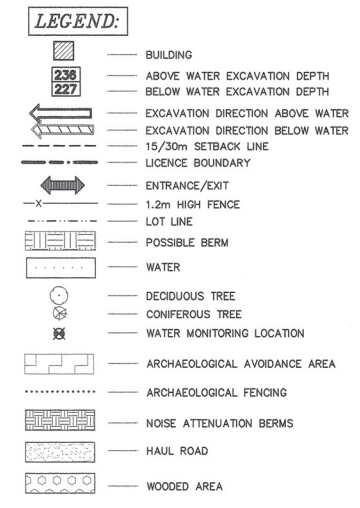 LEGEND:
BUILDING
236 ABOVE WATER EXCAVATION DEPTH
227 BELOW WATER EXCAVATION DEPTH
EXCAVATION DIRECTION ABOVE WATER
EXCAVATION DIRECTION BELOW WATER
15/30m SETBACK LINE
LICENCE BOUNDARY
ENTRANCE/EXIT
X 1.2m HIGH FENCE
LOT LINE
POSSIBLE BERM
WATER
DECIDUOUS TREE
CONIFEROUS TREE
WATER MONITORING LOCATION
ARCHAEOLOGICAL AVOIDANCE AREA
ARCHAEOLOGICAL FENCING
NOISE ATTENUATION BERMS
HAUL ROAD
WOODED AREA